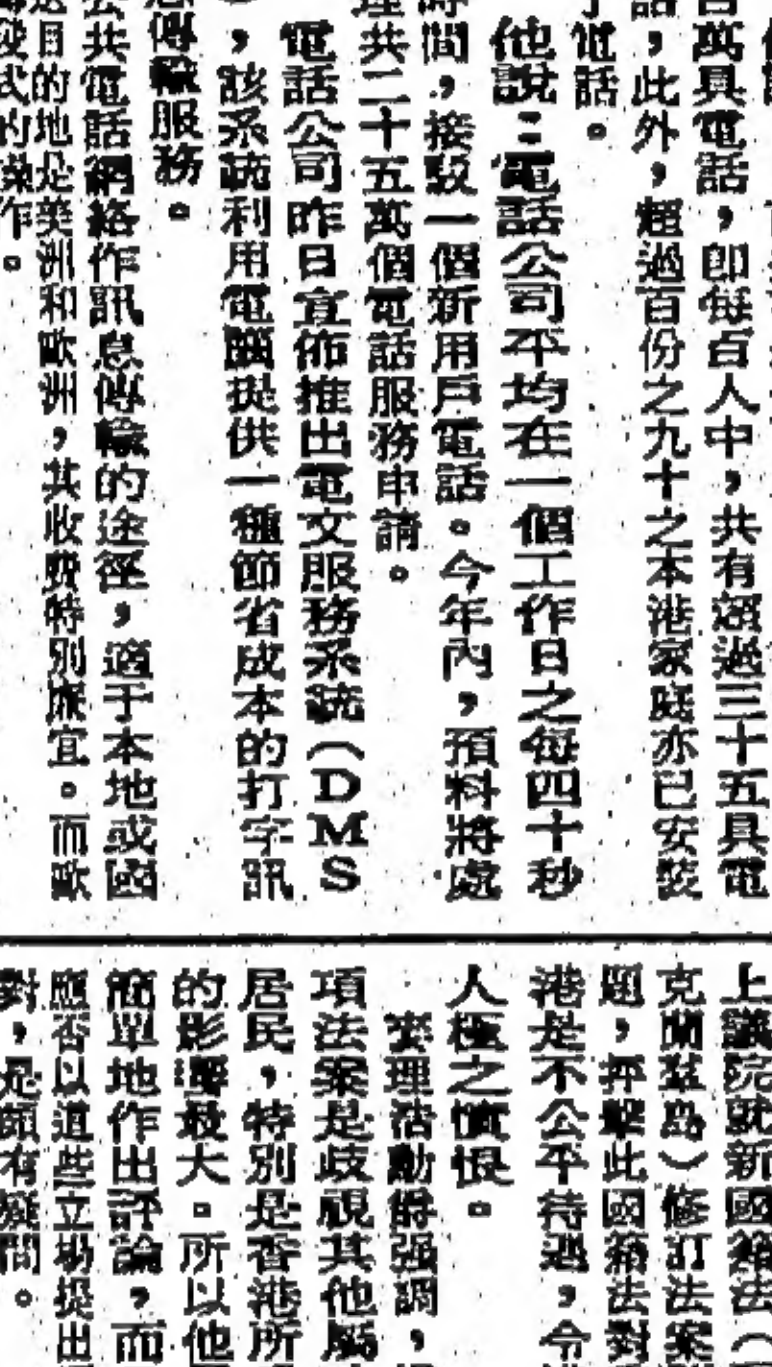 百萬具電話，即每百人中，共有超過三十五具電
話，此外，超過百份之九十之本港家庭亦已安裝
了電話。
他說：電話公司平均在一個工作日之每四十秒
時間，接駁一個新用戶電話。今年內，預料將處
理共二十五萬個電話服務申請。
電話公司昨日宣佈推出電文服務系統（DMS
，該系統利用電腦提供一種節省成本的打字訊
息傳輸服務。
公共電話網絡作訊息傳輸的途徑，適于本地或國
目的地是美洲和歐洲，其收費特別廉宜。而歐
式的操作。
上議院就新國籍法（
克蘭羣島）修訂法案
題，抨擊此國籍法對
港是不公平待遇，令
人極之憤恨。
麥理浩勳爵强調，
項法案是歧視其他屬
居民，特別是香港所
的影響最大。所以他
簡單地作出評論，而
應否以這些立場提出
對，是頗有疑問。